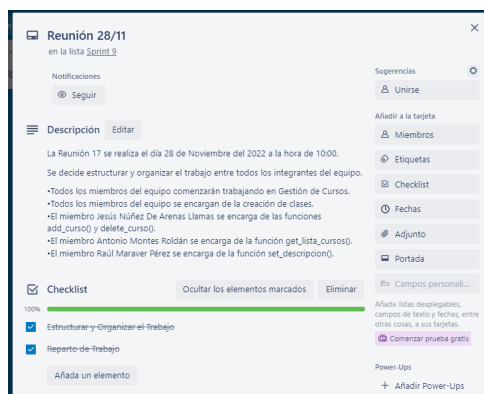 Reunión 28/11
en la lista Sprint 9
Notificaciones
Seguir
Descripción
Editar
La Reunión 17 se realiza el día 28 de Noviembre del 2022 a la hora de 10:00.
Se decide estructurar y organizar el trabajo entre todos los integrantes del equipo.
•Todos los miembros del equipo comenzarán trabajando en Gestión de Cursos.
•Todos los miembros del equipo se encargan de la creación de clases.
•El miembro Jesús Núñez De Arenas Llamas se encarga de las funciones
add_curso() y delete_curso().
•El miembro Antonio Montes Roldán se encarga de la función get_lista_cursos().
•El miembro Raúl Maraver Pérez se encarga de la función set_descripcion().
Checklist
Ocultar los elementos marcados
Eliminar
100%
Estructurar y Organizar el Trabajo
Reparto de Trabajo
Añada un elemento
Sugerencias
Unirse
Añadir a la tarjeta
Miembros
Etiquetas
Checklist
Fechas
Adjunto
Portada
Campos personali...
Añada listas desplegables,
campos de texto y fechas, entre
otras cosas, a sus tarjetas.
Comenzar prueba gratis
Power-Ups
+ Añadir Power-Ups